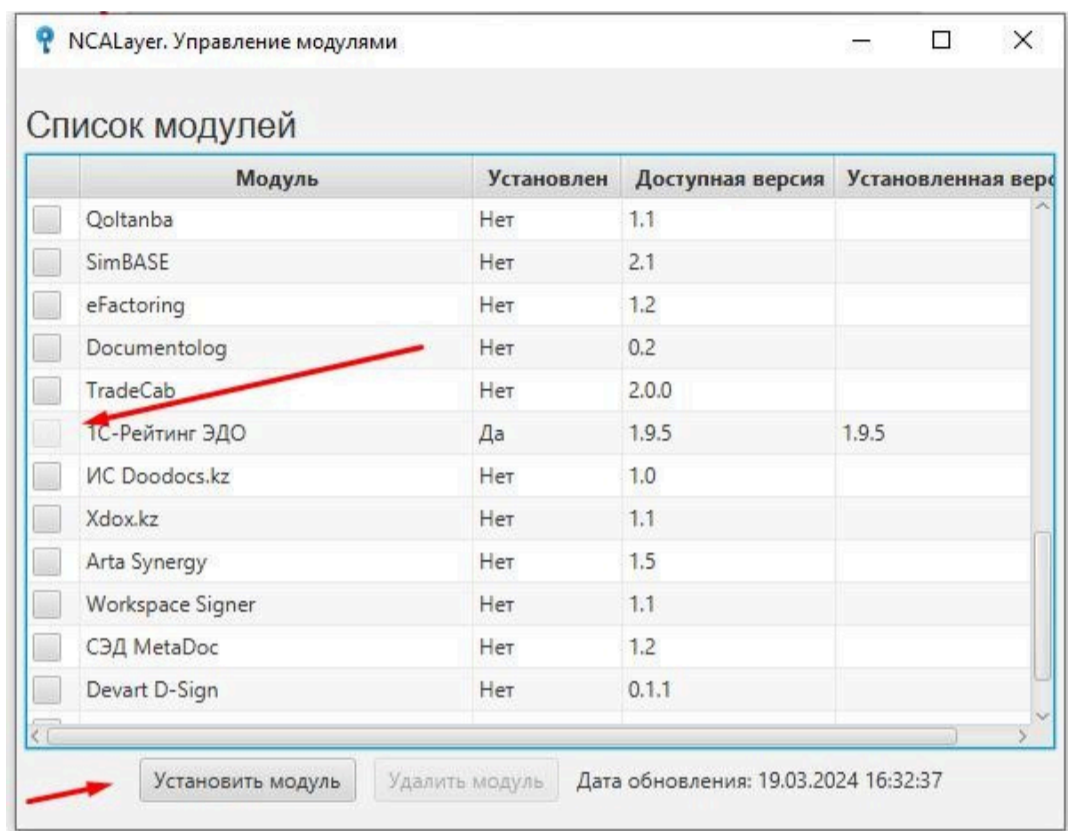 NCALayer. Управление модулями
Список модулей
Модуль Установлен Доступная версия Установленная верс
Qoltanba Нет 1.1
SimBASE Нет 2.1
eFactoring Нет 1.2
Documentolog Нет 0.2
TradeCab Нет 2.0.0
1С-Рейтинг ЭДО Да 1.9.5 1.9.5
ИС Doodocs.kz Нет 1.0
Xdox.kz Нет 1.1
Arta Synergy Нет 1.5
Workspace Signer Нет 1.1
СЭД MetaDoc Нет 1.2
Devart D-Sign Нет 0.1.1
Установить модуль Удалить модуль Дата обновления: 19.03.2024 16:32:37